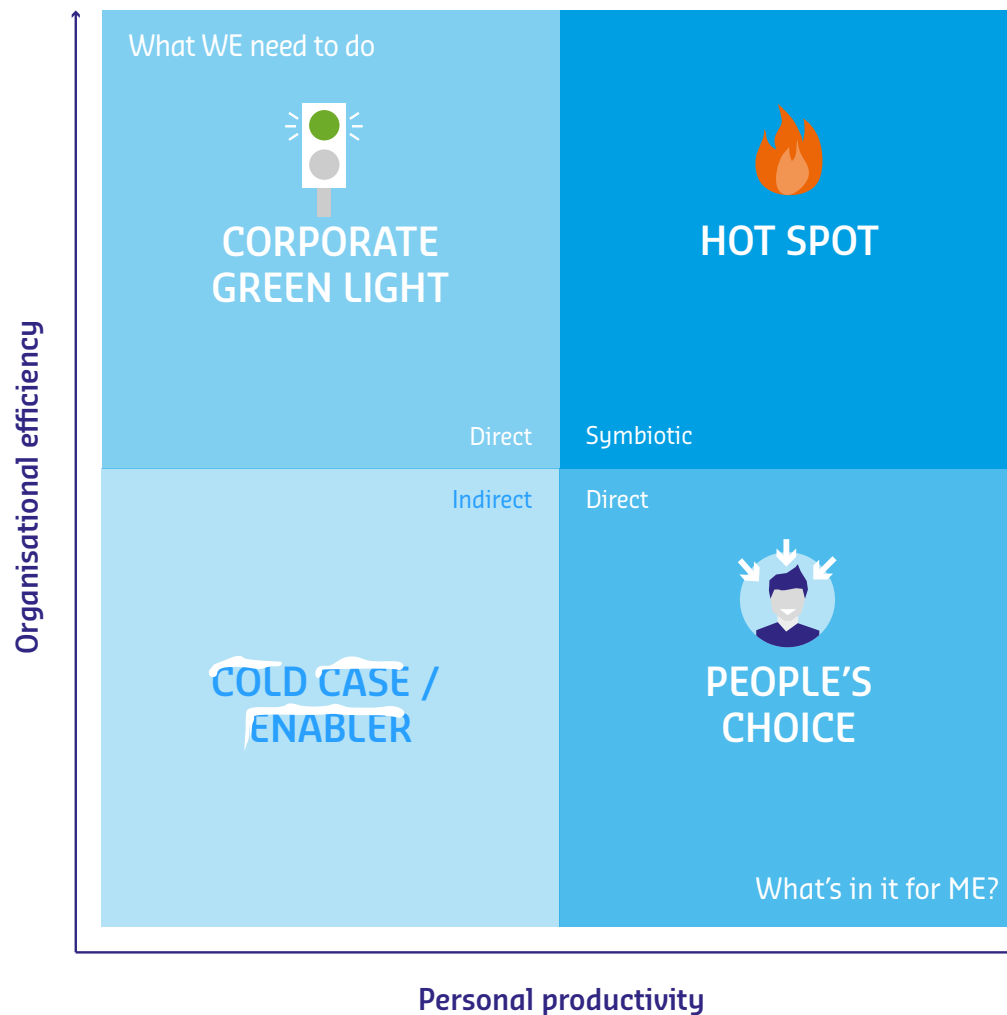 What WE need to do
CORPORATE
GREEN LIGHT
Direct
HOT SPOT
Symbiotic
Indirect
COLD CASE /
ENABLER
Direct
PEOPLE'S
CHOICE
What's in it for ME?
Organisational efficiency
Personal productivity